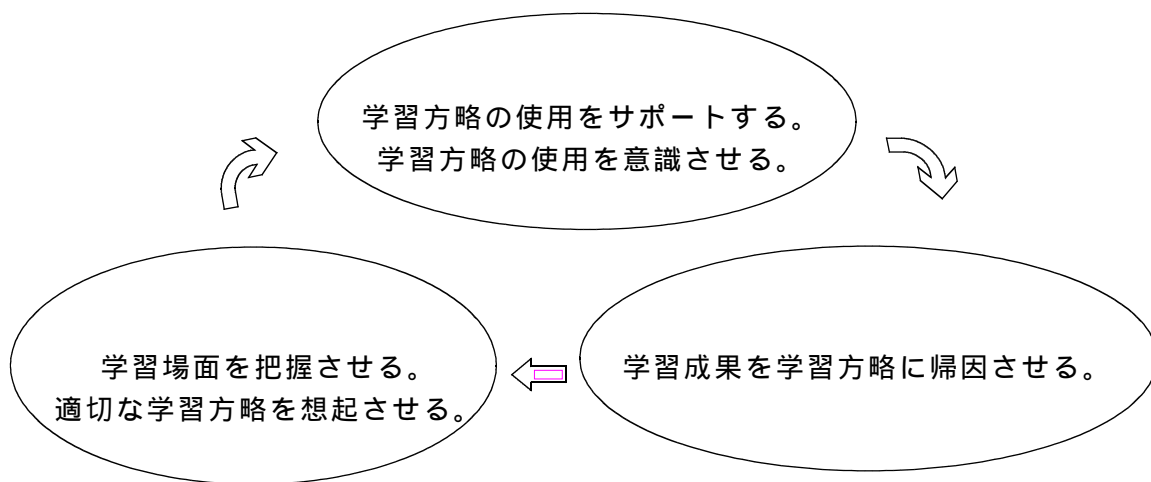 学習方略の使用をサポートする。
学習方略の使用を意識させる。
学習場面を把握させる。
適切な学習方略を想起させる。
学習成果を学習方略に帰因させる。